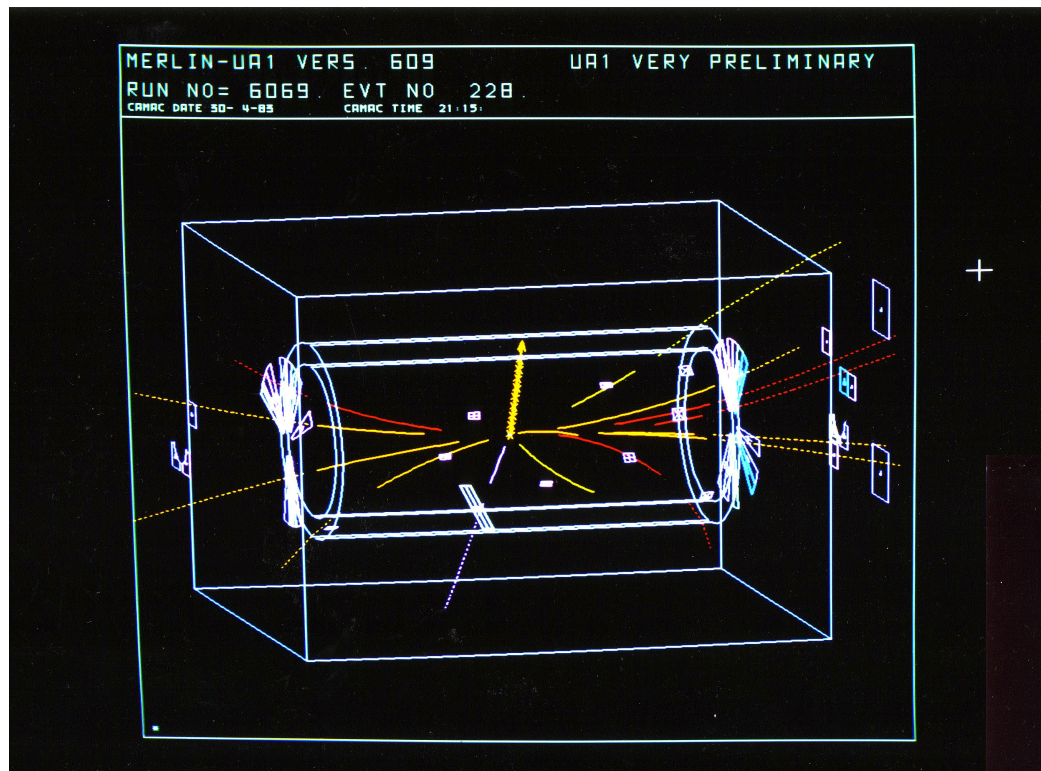 MERLIN-UA1 VERS. 609 UA1 VERY PRELIMINARY
RUN NO= 6069. EVT NO 228.
CAMAC DATE 30- 4-83 CAMAC TIME 21:15: